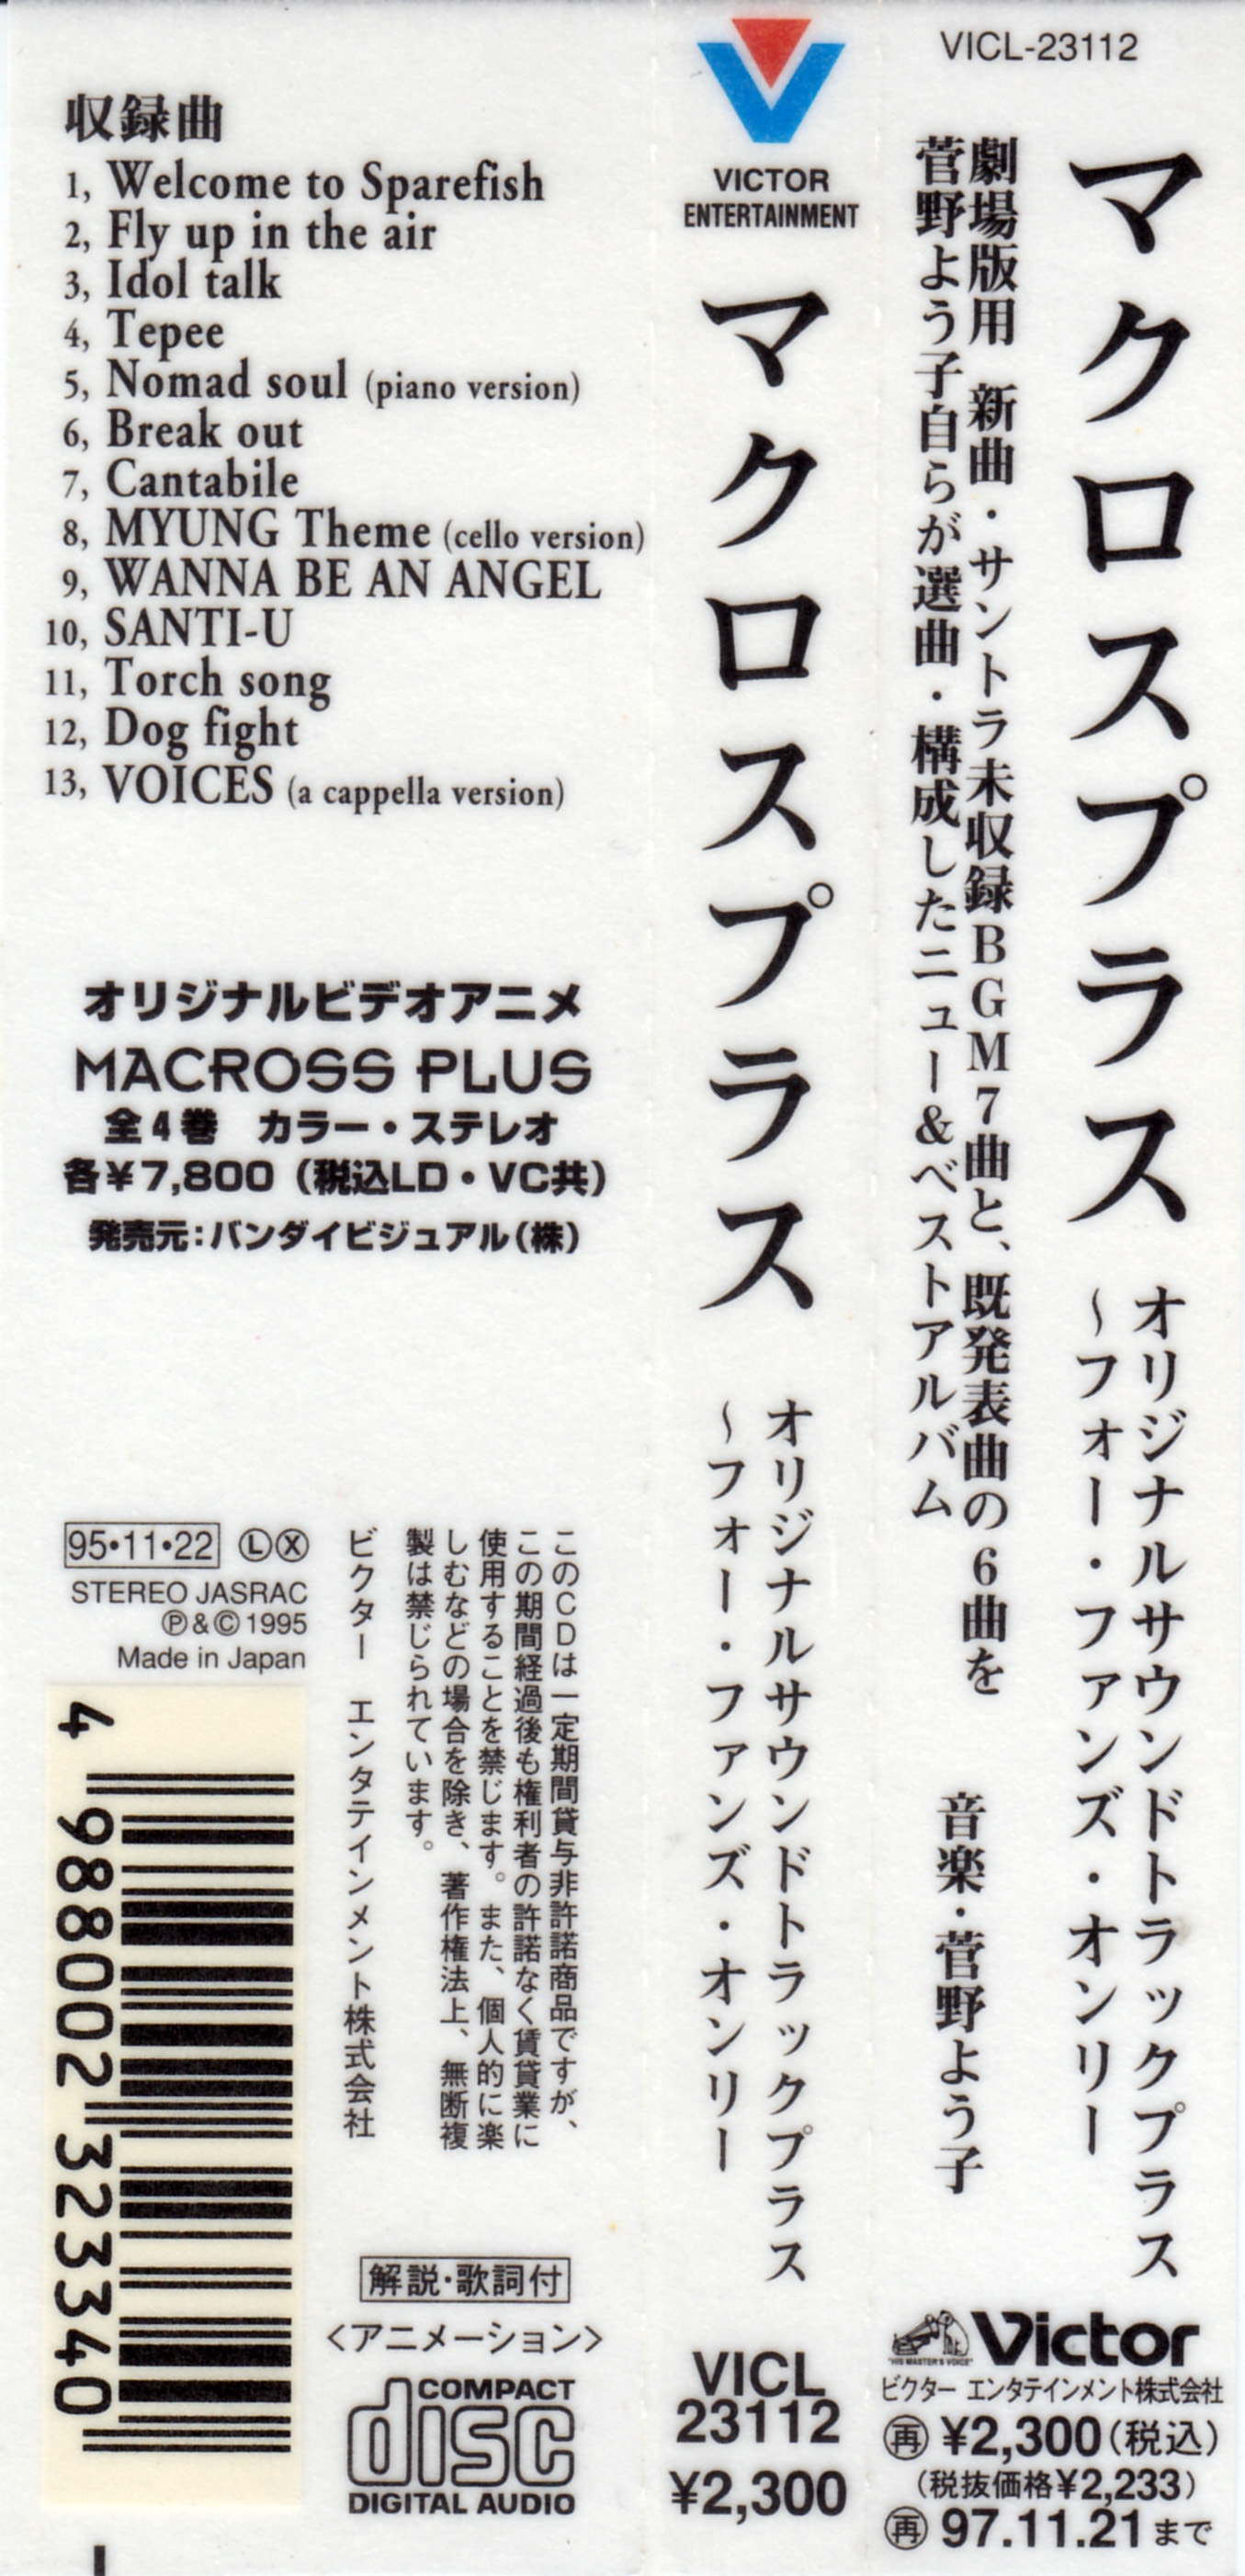 VICL-23112
マクロスプラス
オリジナルサウンドトラックプラス
～フォー・ファンズ・オンリー
劇場版用 新曲・サントラ未収録BGM7曲と、既発表曲の6曲を
菅野よう子自らが選曲・構成したニュー&ベストアルバム
音楽・菅野よう子
"HIS MASTER'S VOICE"
Victor
ビクター エンタテインメント株式会社
再 ¥2,300(税込)
(税抜価格¥2,233)
再 97.11.21まで
VICTOR
ENTERTAINMENT
マクロスプラス
オリジナルサウンドトラックプラス
～フォー・ファンズ・オンリー
VICL
23112
¥2,300
収録曲
1, Welcome to Sparefish
2, Fly up in the air
3, Idol talk
4, Tepee
5, Nomad soul (piano version)
6, Break out
7, Cantabile
8, MYUNG Theme (cello version)
9, WANNA BE AN ANGEL
10, SANTI-U
11, Torch song
12, Dog fight
13, VOICES (a cappella version)
オリジナルビデオアニメ
MACROSS PLUS
全4巻 カラー・ステレオ
各¥7,800(税込LD・VC共)
発売元:バンダイビジュアル(株)
このCDは一定期間貸与非許諾商品ですが、
この期間経過後も権利者の許諾なく賃貸業に
使用することを禁じます。また、個人的に楽
しむなどの場合を除き、著作権法上、無断複
製は禁じられています。
ビクター エンタテインメント株式会社
95・11・22 Ⓛ Ⓧ
STEREO JASRAC
Ⓟ&© 1995
Made in Japan
4 988002 323340
解説・歌詞付
<アニメーション>
COMPACT
disc
DIGITAL AUDIO